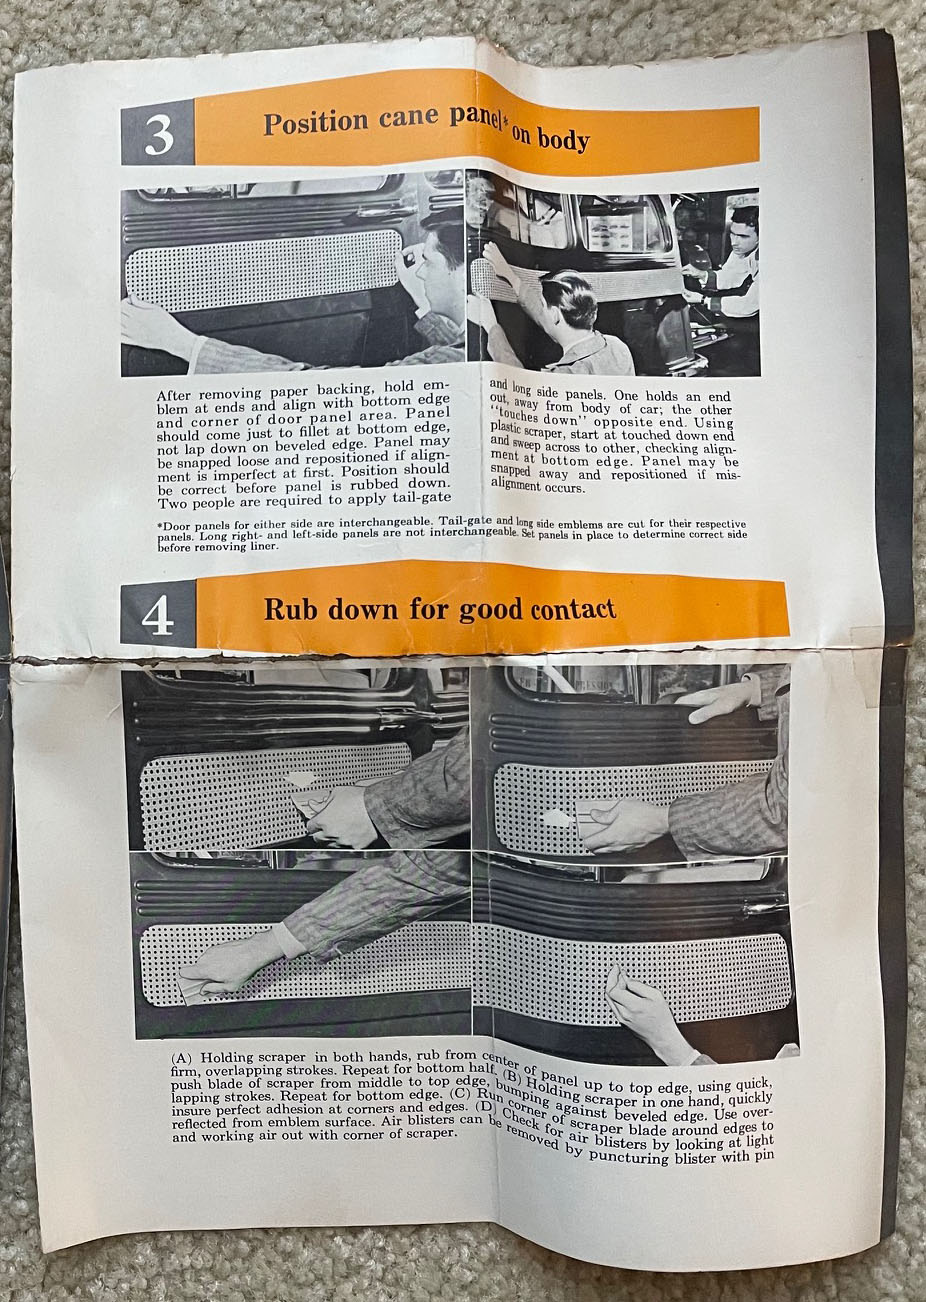 3
Position cane panel* on body
After removing paper backing, hold em-
blem at ends and align with bottom edge
and corner of door panel area. Panel
should come just to fillet at bottom edge,
not lap down on beveled edge. Panel may
be snapped loose and repositioned if align-
ment is imperfect at first. Position should
be correct before panel is rubbed down.
Two people are required to apply tail-gate
and long side panels. One holds an end
out, away from body of car; the other
"touches down" opposite end. Using
plastic scraper, start at touched down end
and sweep across to other, checking align-
ment at bottom edge. Panel may be
snapped away and repositioned if mis-
alignment occurs.
*Door panels for either side are interchangeable. Tail-gate and long side emblems are cut for their respective
panels. Long right- and left-side panels are not interchangeable. Set panels in place to determine correct side
before removing liner.
4
Rub down for good contact
(A) Holding scraper in both hands, rub from center of panel up to top edge, using quick,
firm, overlapping strokes. Repeat for bottom half. (B) Holding scraper in one hand, quickly
push blade of scraper from middle to top edge, bumping against beveled edge. Use over-
lapping strokes. Repeat for bottom edge. (C) Run corner of scraper blade around edges to
insure perfect adhesion at corners and edges. (D) Check for air blisters by looking at light
reflected from emblem surface. Air blisters can be removed by puncturing blister with pin
and working air out with corner of scraper.